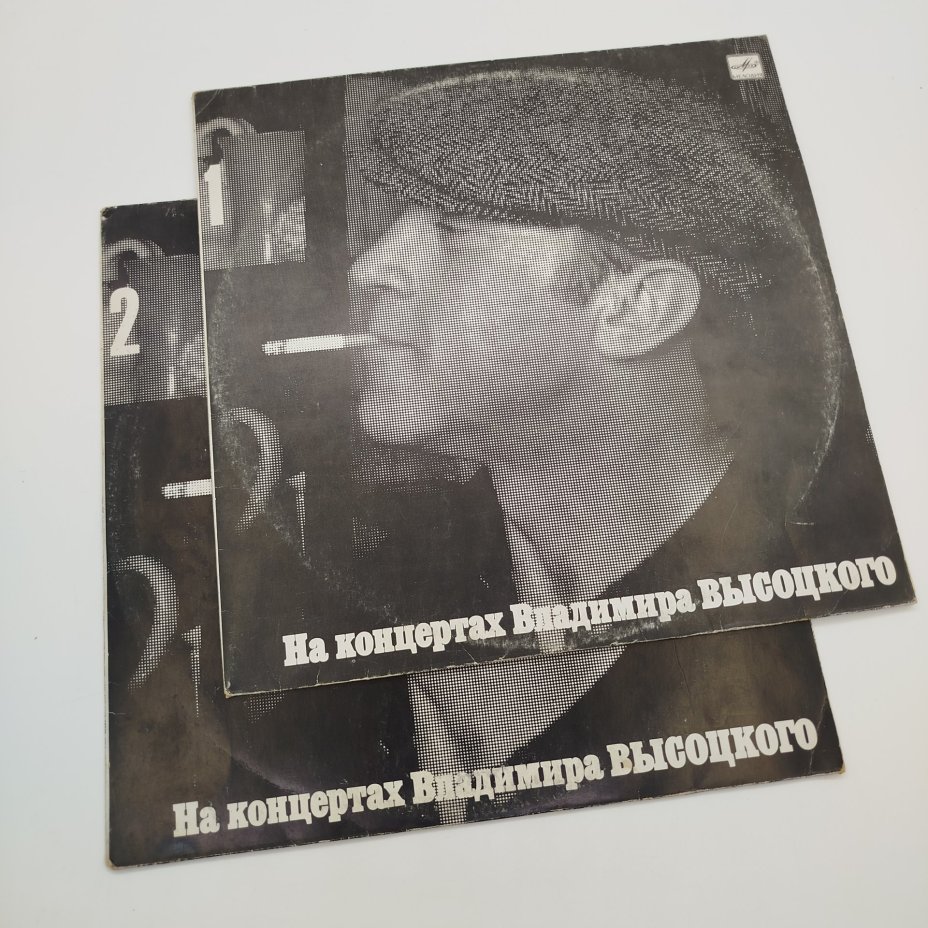 1
На концертах Владимира ВЫСОЦКОГО
2
На концертах Владимира ВЫСОЦКОГО